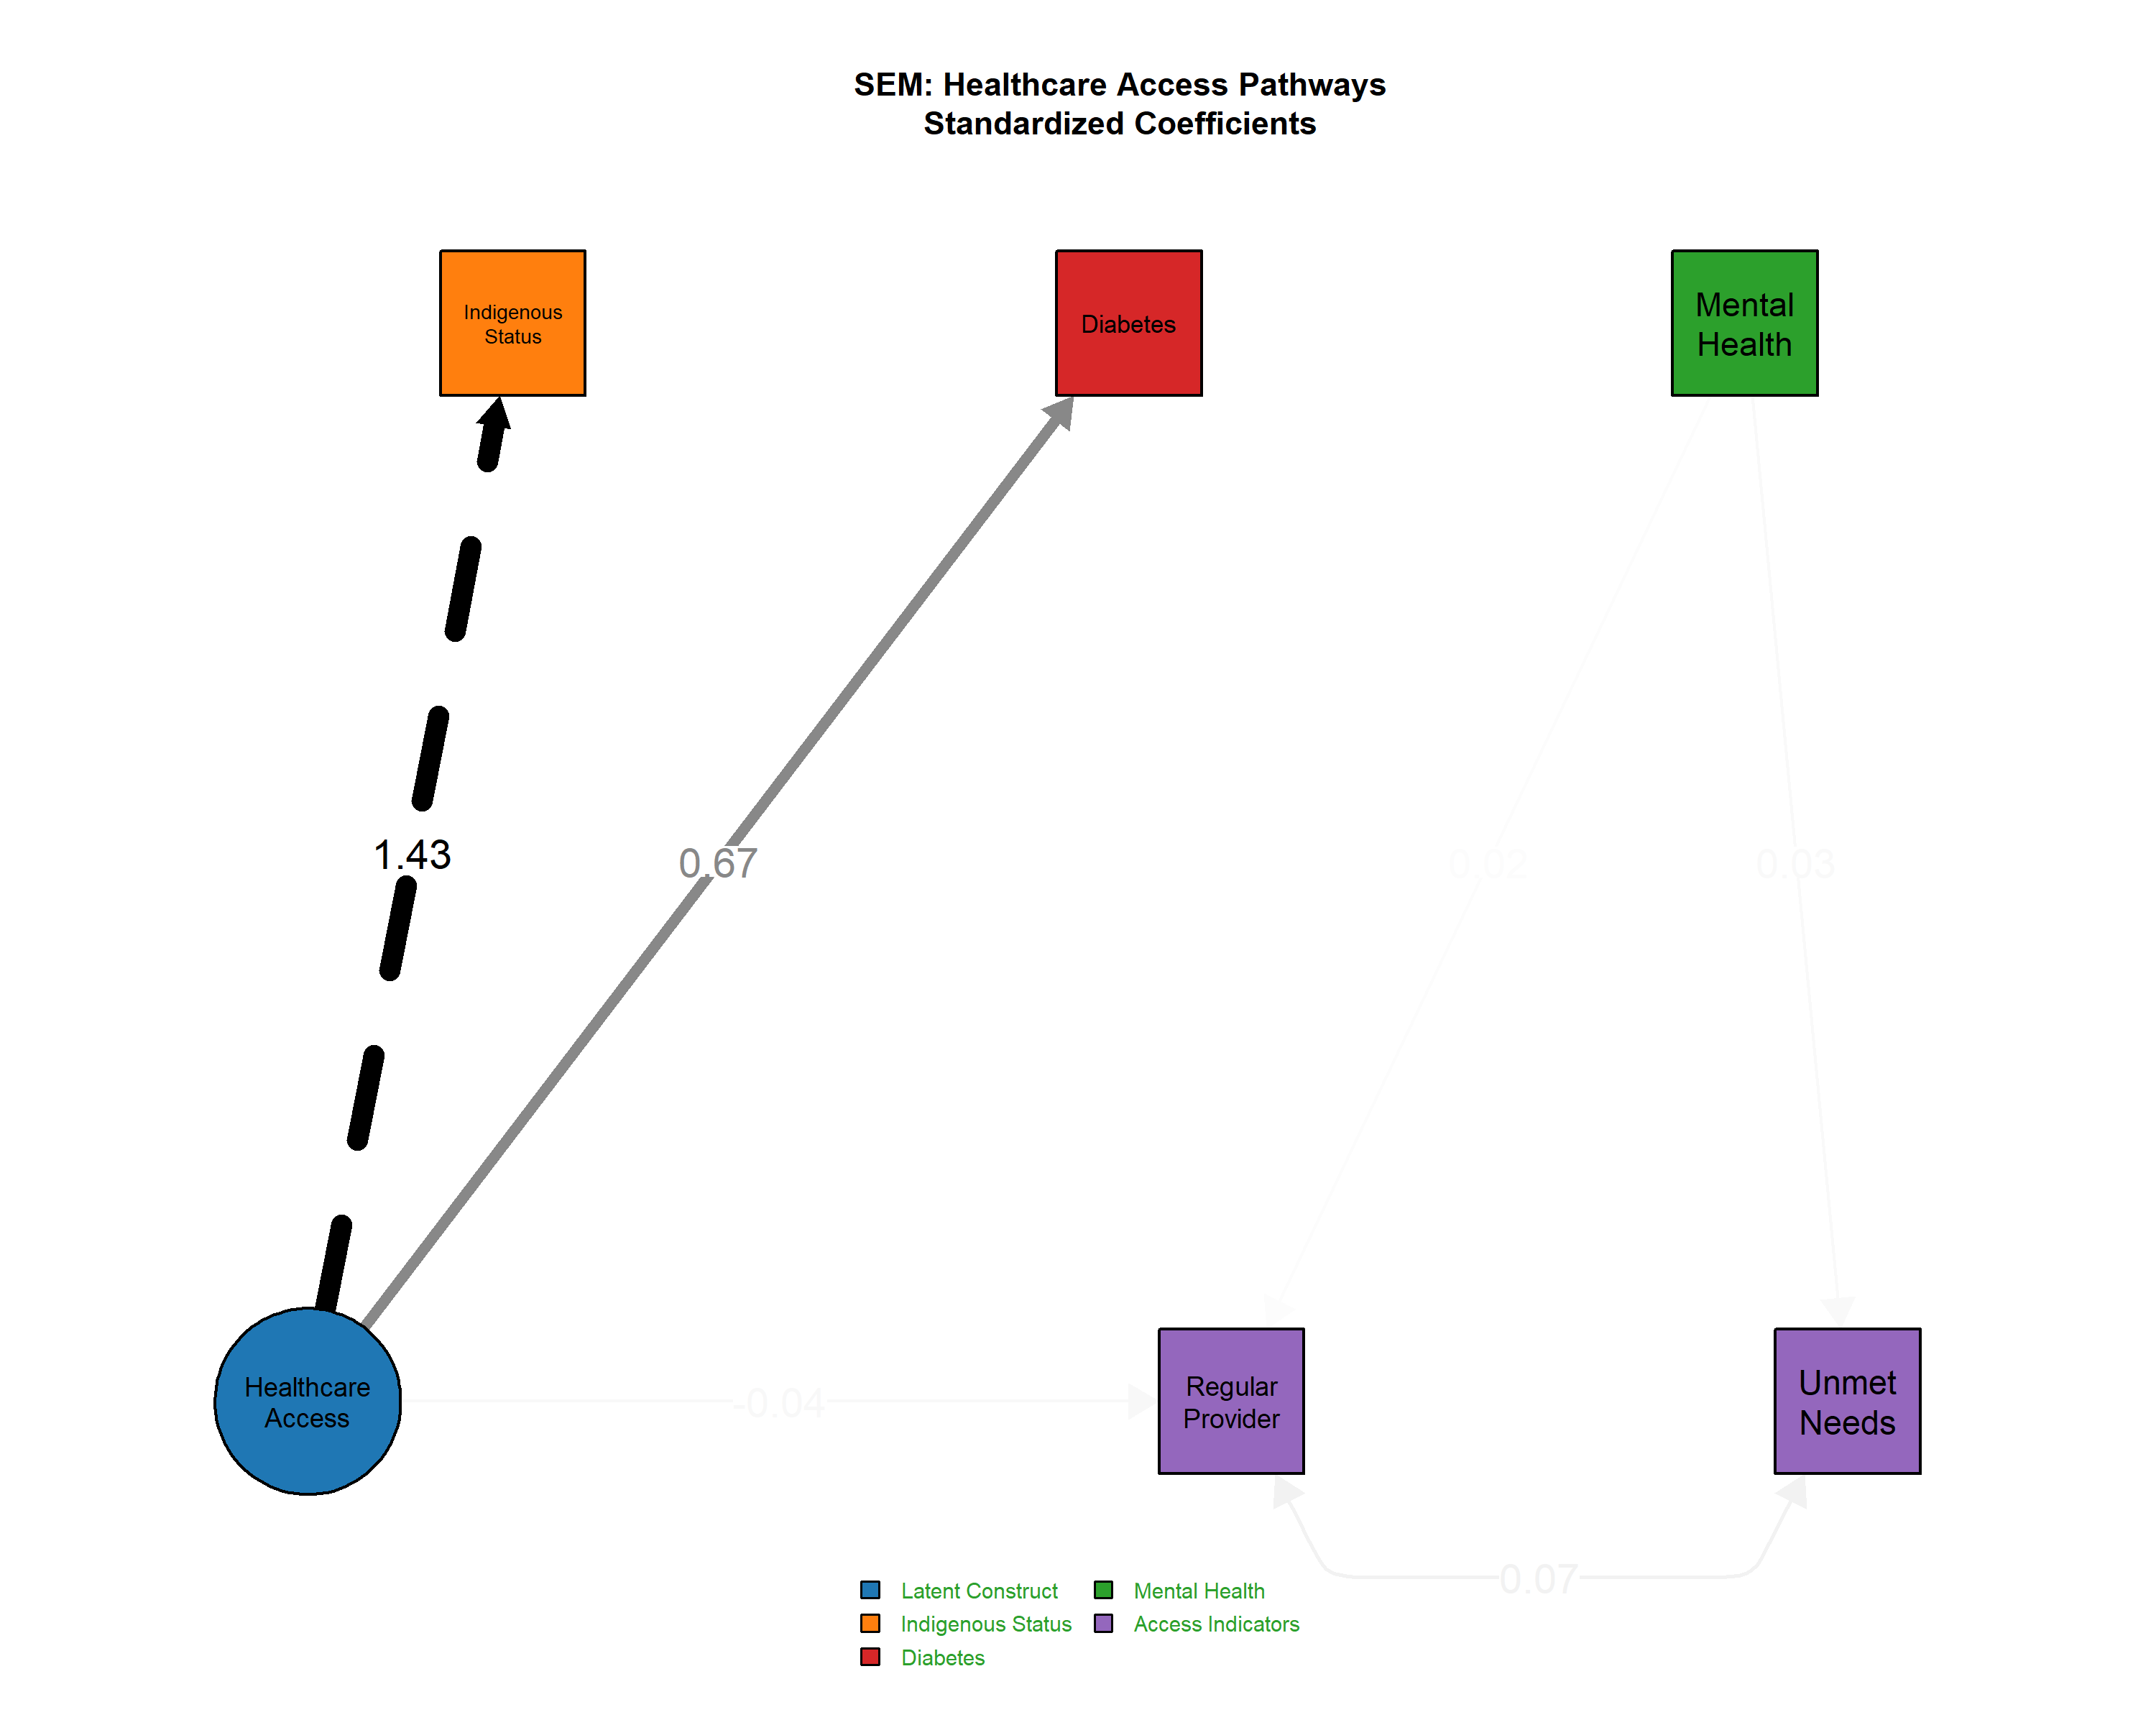 SEM: Healthcare Access Pathways
Standardized Coefficients
Indigenous
Status
Diabetes
Mental
Health
1.43
0.67
0.02
0.03
Healthcare
Access
-0.04
Regular
Provider
Unmet
Needs
0.07
Latent Construct
Indigenous Status
Diabetes
Mental Health
Access Indicators